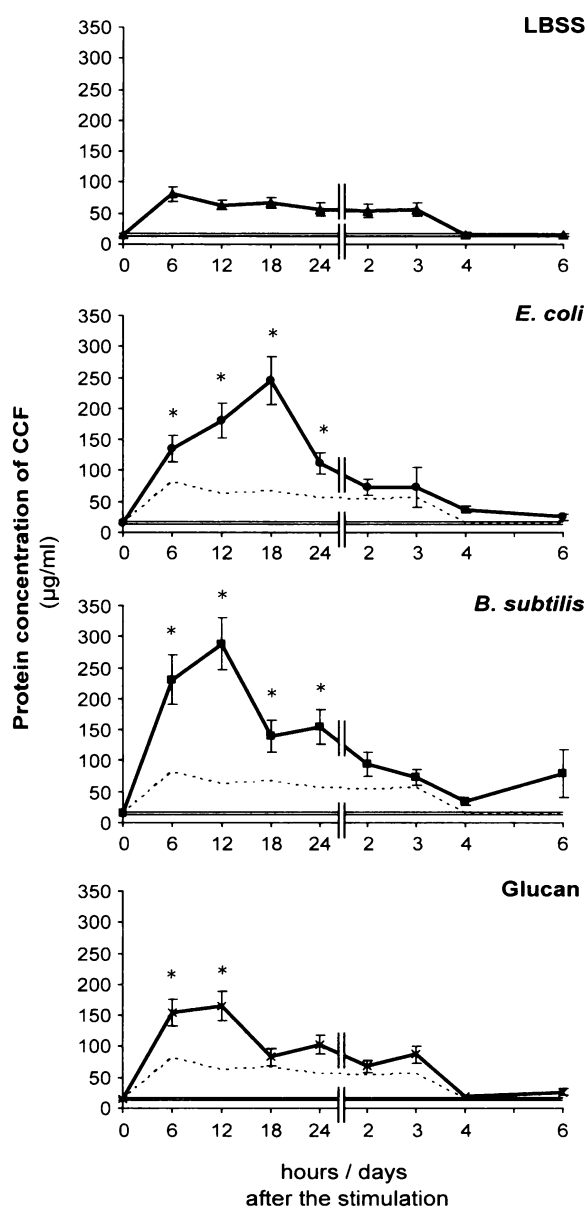 LBSS
350
300
250
200
150
100
50
0
0 6 12 18 24 2 3 4 6
E. coli
350
300
250
200
150
100
50
0
* * * *
0 6 12 18 24 2 3 4 6
B. subtilis
350
300
250
200
150
100
50
0
* * * *
0 6 12 18 24 2 3 4 6
Glucan
350
300
250
200
150
100
50
0
* *
0 6 12 18 24 2 3 4 6
Protein concentration of CCF
(µg/ml)
hours / days
after the stimulation